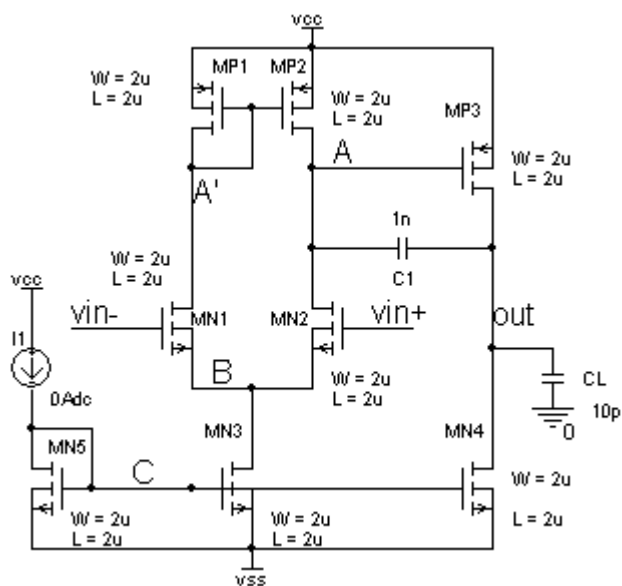 vcc
MP1
MP2
W = 2u
L = 2u
W = 2u
L = 2u
MP3
A
W = 2u
L = 2u
A'
1n
C1
W = 2u
L = 2u
vcc
vin-
MN1
MN2
vin+
out
I1
B
0Adc
W = 2u
L = 2u
CL
10p
0
MN3
MN4
MN5
C
W = 2u
L = 2u
W = 2u
L = 2u
W = 2u
L = 2u
vss